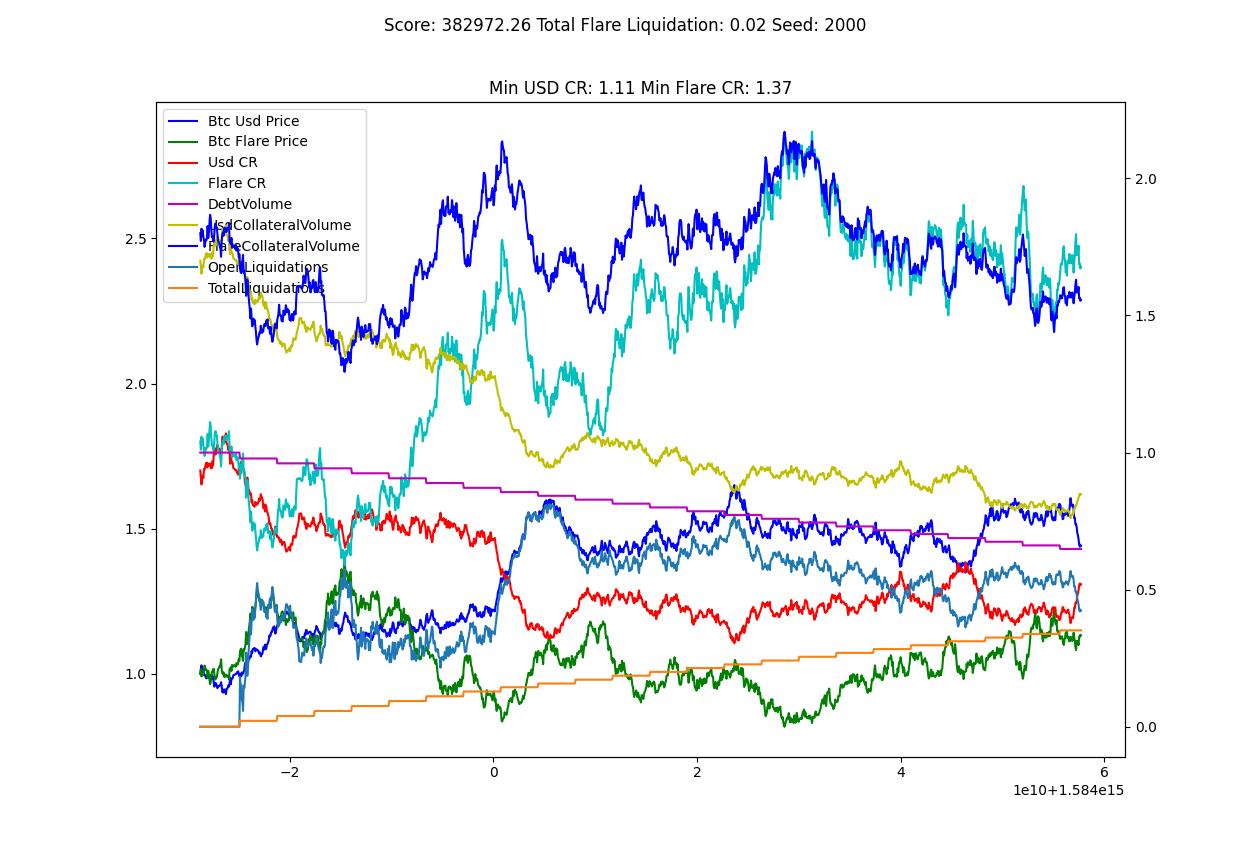 Score: 382972.26 Total Flare Liquidation: 0.02 Seed: 2000
Min USD CR: 1.11 Min Flare CR: 1.37
Btc Usd Price
Btc Flare Price
Usd CR
Flare CR
DebtVolume
UsdCollateralVolume
FlareCollateralVolume
OpenLiquidations
TotalLiquidations
2.5
2.0
1.5
1.0
2.0
1.5
1.0
0.5
0.0
−2
0
2
4
6
1e10+1.584e15